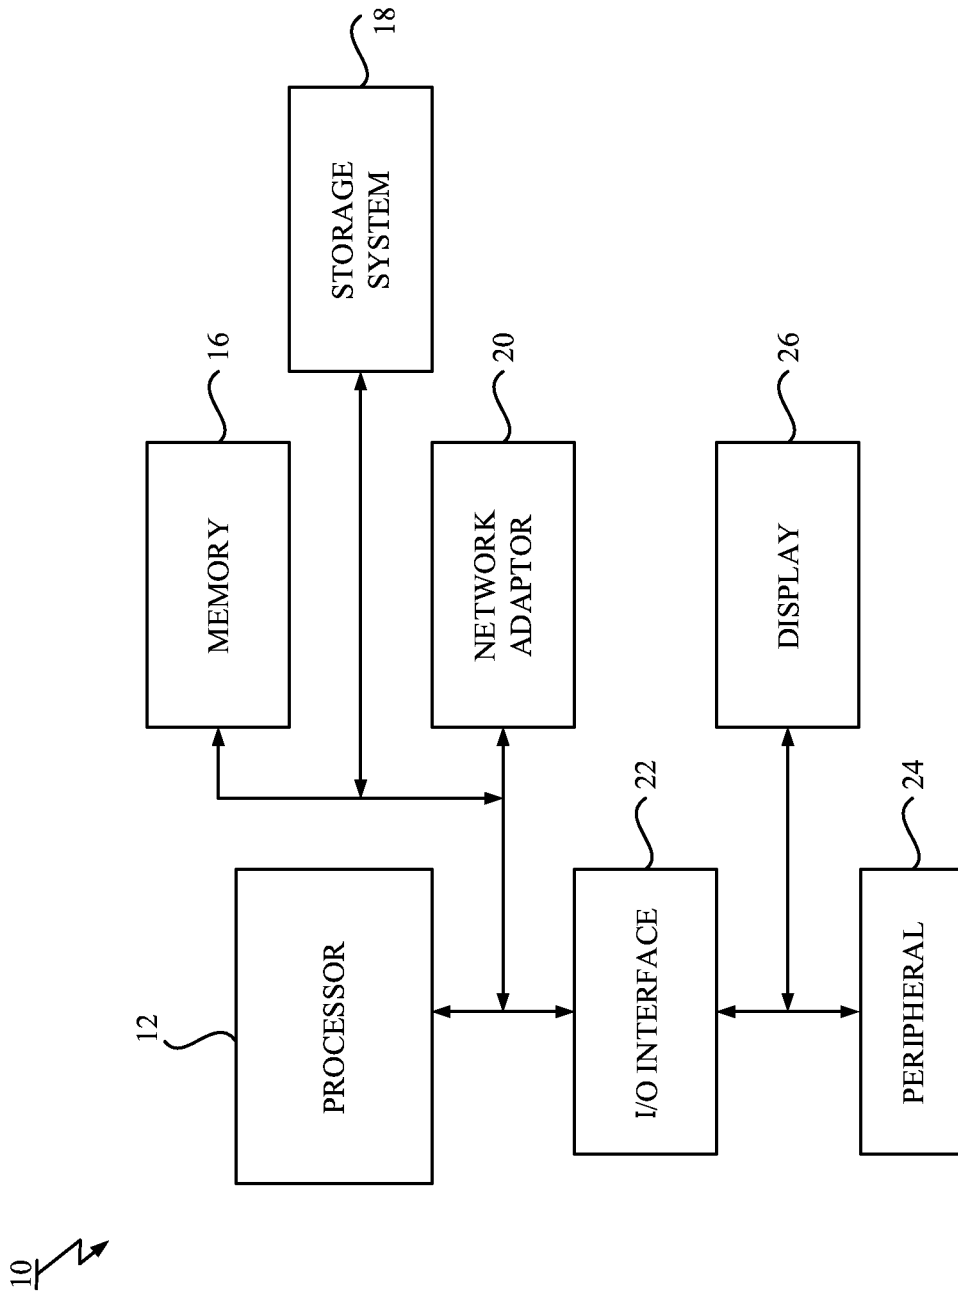 10
12
PROCESSOR
MEMORY
16
STORAGE
SYSTEM
18
NETWORK
ADAPTOR
20
I/O INTERFACE
22
DISPLAY
26
PERIPHERAL
24